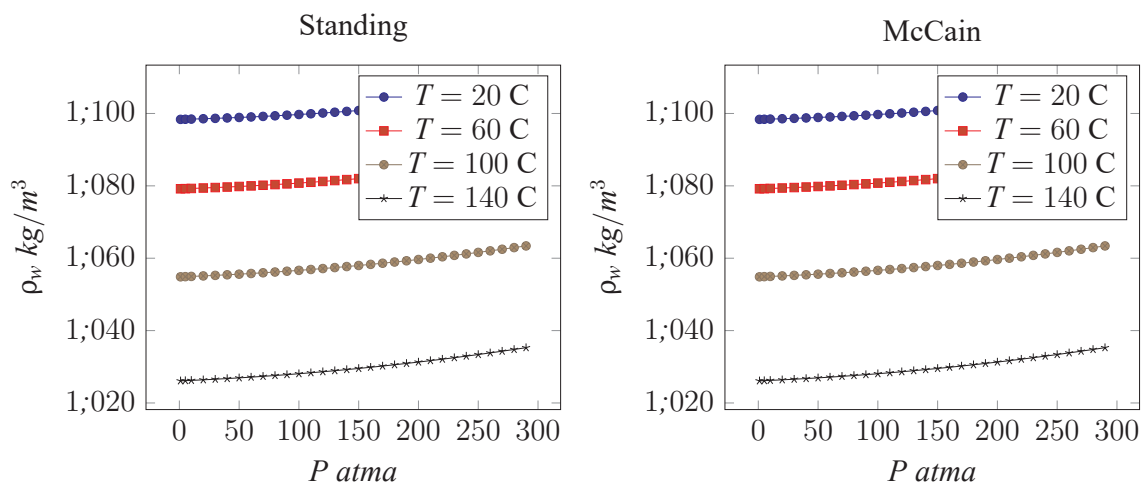 Standing
1;100
1;080
1;060
1;040
1;020
ρw kg/m³
T = 20 C
T = 60 C
T = 100 C
T = 140 C
0 50 100 150 200 250 300
P atma
McCain
1;100
1;080
1;060
1;040
1;020
ρw kg/m³
T = 20 C
T = 60 C
T = 100 C
T = 140 C
0 50 100 150 200 250 300
P atma